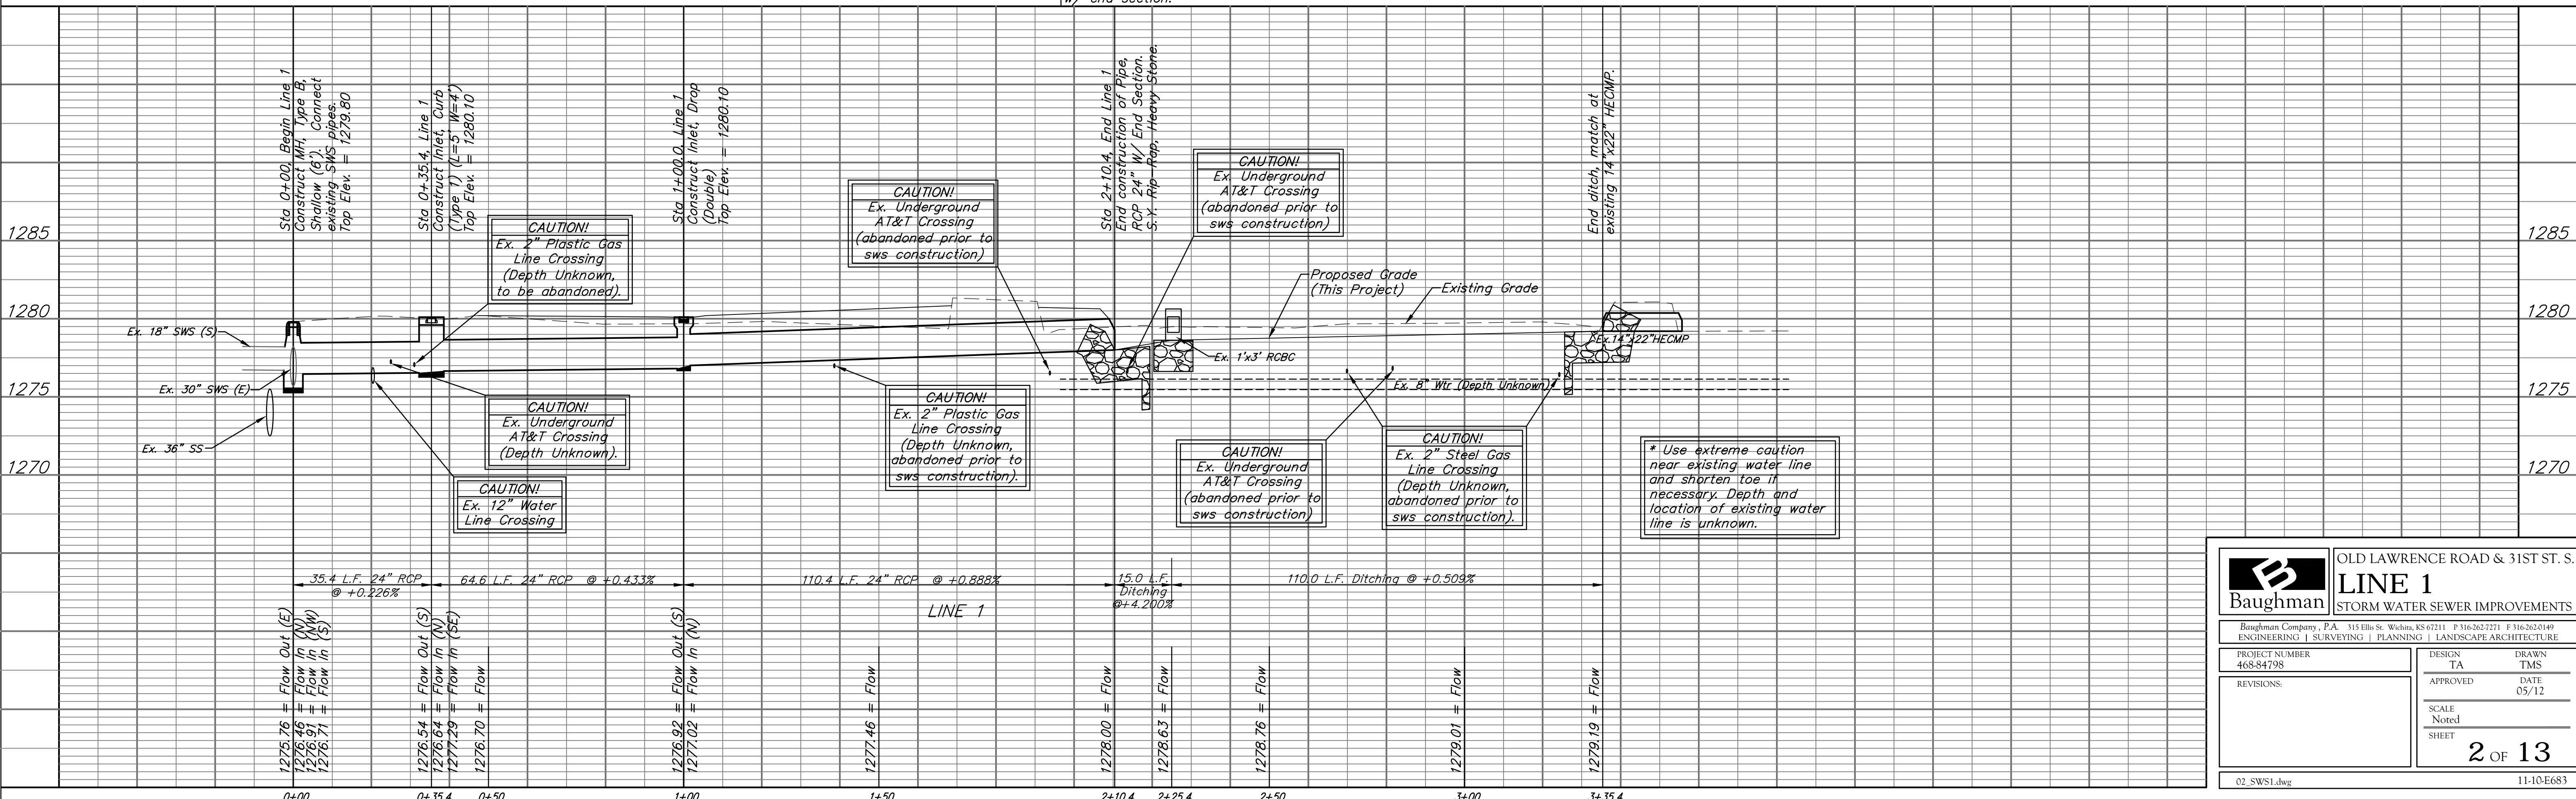 w/ end section.
Sta 0+00, Begin Line 1
Construct MH, Type B,
Shallow (6'). Connect
existing SWS pipes.
Top Elev. = 1279.80
Sta 0+35.4, Line 1
Construct Inlet, Curb
(Type 1) (L=5' W=4')
Top Elev. = 1280.10
Sta 1+00.0, Line 1
Construct Inlet, Drop
(Double)
Top Elev. = 1280.10
Sta 2+10.4, End Line 1
End construction of Pipe,
RCP 24" W/ End Section.
S.Y. Rip-Rap, Heavy Stone.
End ditch, match at
existing 14"x22" HECMP.
1285
1280
1275
1270
1285
1280
1275
1270
CAUTION!
Ex. 2" Plastic Gas
Line Crossing
(Depth Unknown,
to be abandoned).
CAUTION!
Ex. Underground
AT&T Crossing
(abandoned prior to
sws construction)
CAUTION!
Ex. Underground
AT&T Crossing
(abandoned prior to
sws construction)
Proposed Grade
(This Project)
Existing Grade
Ex. 18" SWS (S)
Ex. 30" SWS (E)
Ex. 36" SS
Ex. 1'x3' RCBC
Ex. 14"x22"HECMP
Ex. 8" Wtr (Depth Unknown)
CAUTION!
Ex. Underground
AT&T Crossing
(Depth Unknown).
CAUTION!
Ex. 12" Water
Line Crossing
CAUTION!
Ex. 2" Plastic Gas
Line Crossing
(Depth Unknown,
abandoned prior to
sws construction).
CAUTION!
Ex. Underground
AT&T Crossing
(abandoned prior to
sws construction)
CAUTION!
Ex. 2" Steel Gas
Line Crossing
(Depth Unknown,
abandoned prior to
sws construction).
* Use extreme caution
near existing water line
and shorten toe if
necessary. Depth and
location of existing water
line is unknown.
35.4 L.F. 24" RCP
@ +0.226%
64.6 L.F. 24" RCP @ +0.433%
110.4 L.F. 24" RCP @ +0.888%
15.0 L.F.
Ditching
@+4.200%
110.0 L.F. Ditching @ +0.509%
LINE 1
1275.76 = Flow Out (E)
1276.46 = Flow In (N)
1276.91 = Flow In (NW)
1276.71 = Flow In (S)
1276.54 = Flow Out (S)
1276.64 = Flow In (N)
1277.29 = Flow In (SE)
1276.70 = Flow
1276.92 = Flow Out (S)
1277.02 = Flow In (N)
1277.46 = Flow
1278.00 = Flow
1278.63 = Flow
1278.76 = Flow
1279.01 = Flow
1279.19 = Flow
0+00
0+35.4
0+50
1+00
1+50
2+10.4
2+25.4
2+50
3+00
3+35.4
B
Baughman
OLD LAWRENCE ROAD & 31ST ST. S.
LINE 1
STORM WATER SEWER IMPROVEMENTS
Baughman Company, P.A. 315 Ellis St. Wichita, KS 67211 P 316-262-7271 F 316-262-0149
ENGINEERING | SURVEYING | PLANNING | LANDSCAPE ARCHITECTURE
PROJECT NUMBER
468-84798
REVISIONS:
DESIGN
TA
DRAWN
TMS
APPROVED
DATE
05/12
SCALE
Noted
SHEET
2 OF 13
02_SWS1.dwg
11-10-E683